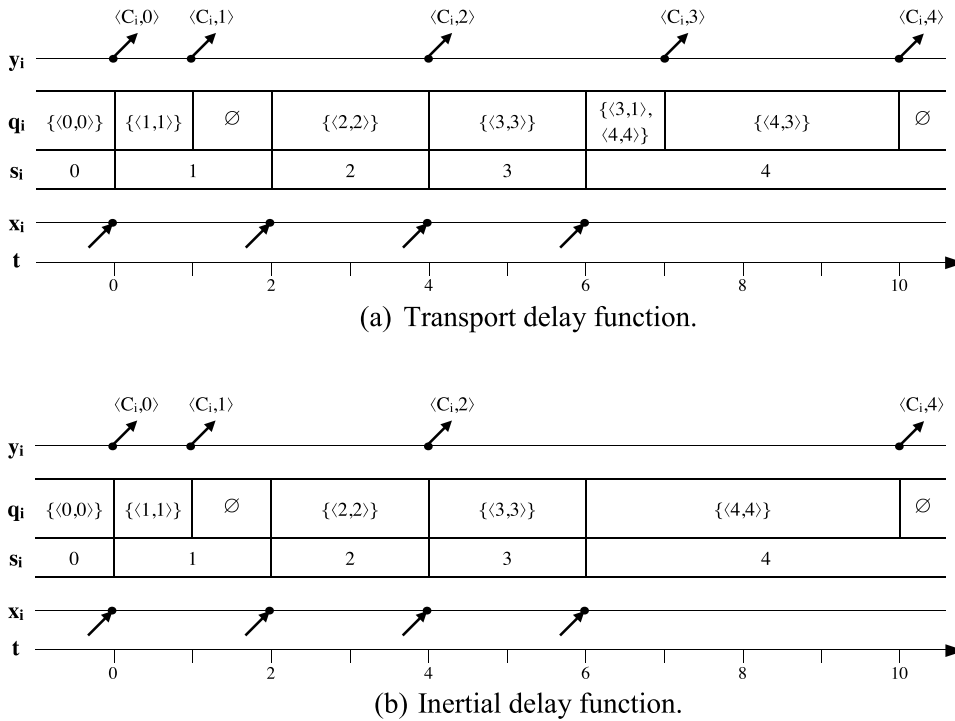 ⟨Cᵢ,0⟩ ⟨Cᵢ,1⟩ ⟨Cᵢ,2⟩ ⟨Cᵢ,3⟩ ⟨Cᵢ,4⟩
yᵢ
qᵢ {⟨0,0⟩} {⟨1,1⟩} ∅ {⟨2,2⟩} {⟨3,3⟩} {⟨3,1⟩, {⟨4,3⟩} ∅
⟨4,4⟩}
sᵢ 0 1 2 3 4
xᵢ
t
0 2 4 6 8 10
(a) Transport delay function.
⟨Cᵢ,0⟩ ⟨Cᵢ,1⟩ ⟨Cᵢ,2⟩ ⟨Cᵢ,4⟩
yᵢ
qᵢ {⟨0,0⟩} {⟨1,1⟩} ∅ {⟨2,2⟩} {⟨3,3⟩} {⟨4,4⟩} ∅
sᵢ 0 1 2 3 4
xᵢ
t
0 2 4 6 8 10
(b) Inertial delay function.